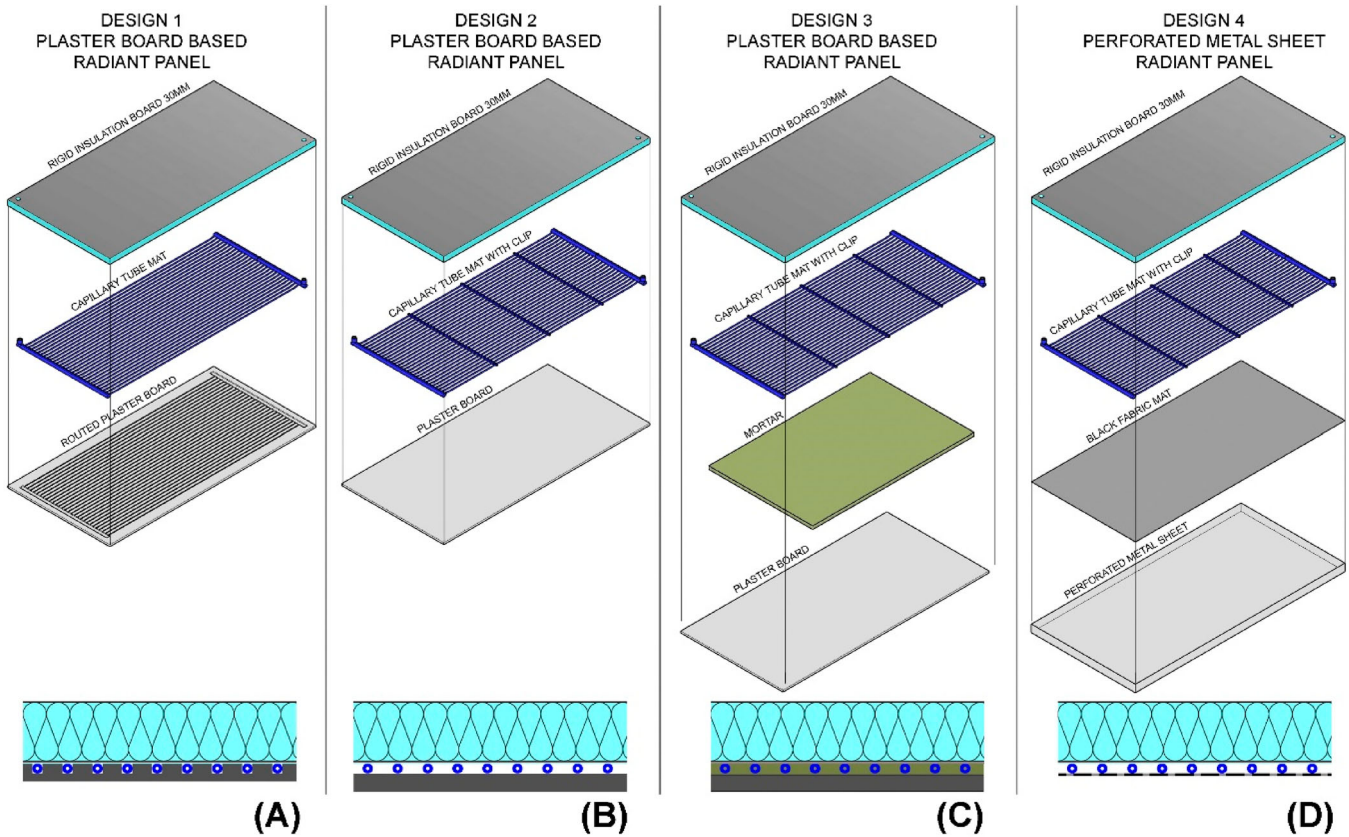 DESIGN 1
PLASTER BOARD BASED
RADIANT PANEL
RIGID INSULATION BOARD 30MM
CAPILLARY TUBE MAT
ROUTED PLASTER BOARD
(A)
DESIGN 2
PLASTER BOARD BASED
RADIANT PANEL
RIGID INSULATION BOARD 30MM
CAPILLARY TUBE MAT WITH CLIP
PLASTER BOARD
(B)
DESIGN 3
PLASTER BOARD BASED
RADIANT PANEL
RIGID INSULATION BOARD 30MM
CAPILLARY TUBE MAT WITH CLIP
MORTAR
PLASTER BOARD
(C)
DESIGN 4
PERFORATED METAL SHEET
RADIANT PANEL
RIGID INSULATION BOARD 30MM
CAPILLARY TUBE MAT WITH CLIP
BLACK FABRIC MAT
PERFORATED METAL SHEET
(D)